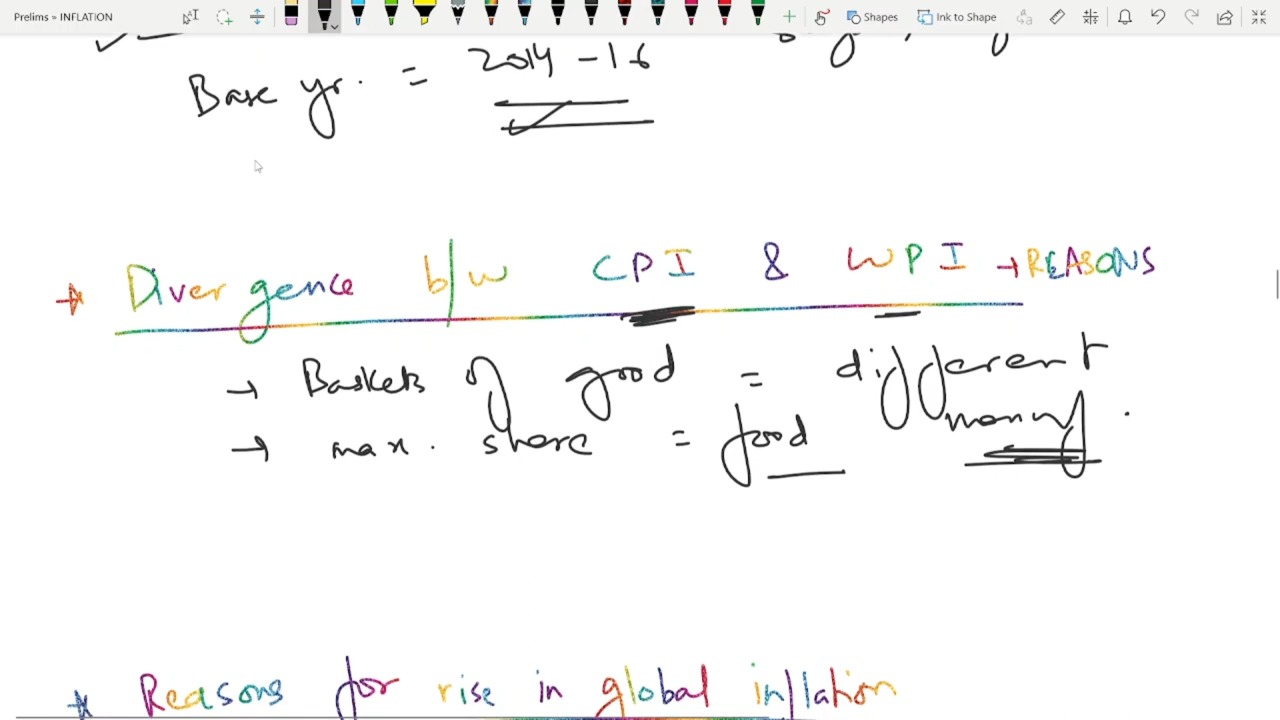 Prelims » INFLATION
Shapes
Ink to Shape
Base yr. = 2014-16
Divergence b/w CPI & WPI → REASONS
→ Baskets of good = different
→ max. share = food manuf.
* Reasons for rise in global inflation